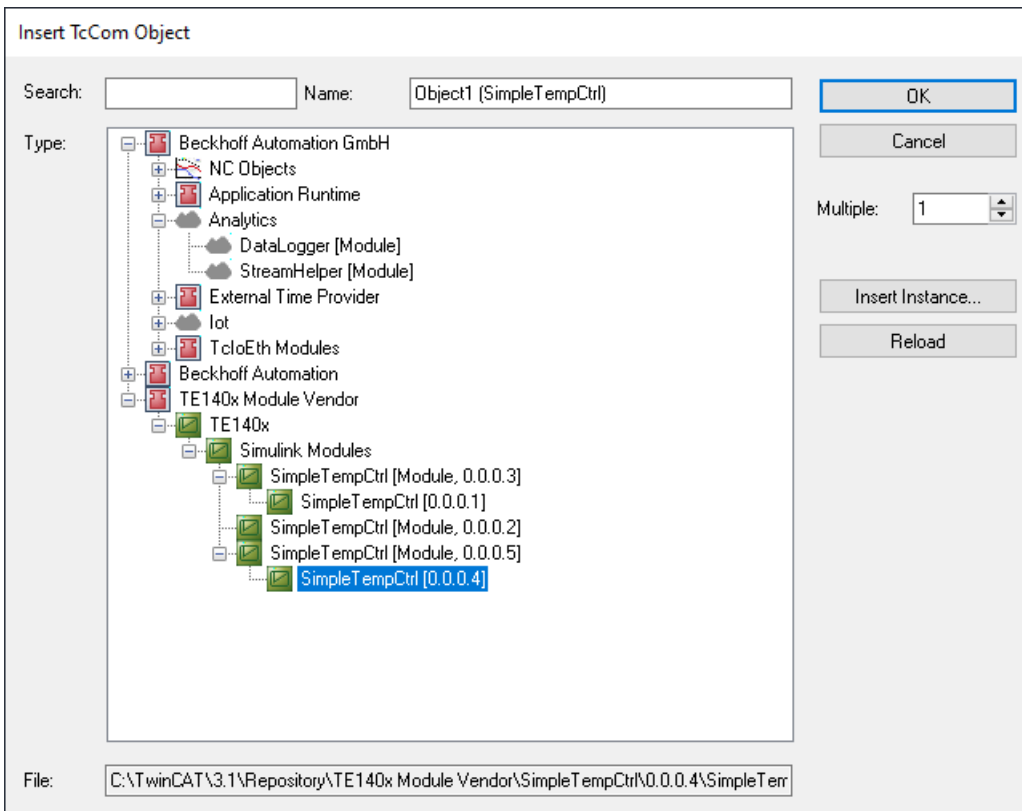 Insert TcCom Object
Search: Name: Object1 (SimpleTempCtrl) OK
Type: Beckhoff Automation GmbH Cancel
NC Objects
Application Runtime
Multiple: 1
Analytics
DataLogger [Module]
StreamHelper [Module]
External Time Provider Insert Instance...
Iot
TcIoEth Modules Reload
Beckhoff Automation
TE140x Module Vendor
TE140x
Simulink Modules
SimpleTempCtrl [Module, 0.0.0.3]
SimpleTempCtrl [0.0.0.1]
SimpleTempCtrl [Module, 0.0.0.2]
SimpleTempCtrl [Module, 0.0.0.5]
SimpleTempCtrl [0.0.0.4]
File: C:\TwinCAT\3.1\Repository\TE140x Module Vendor\SimpleTempCtrl\0.0.0.4\SimpleTem